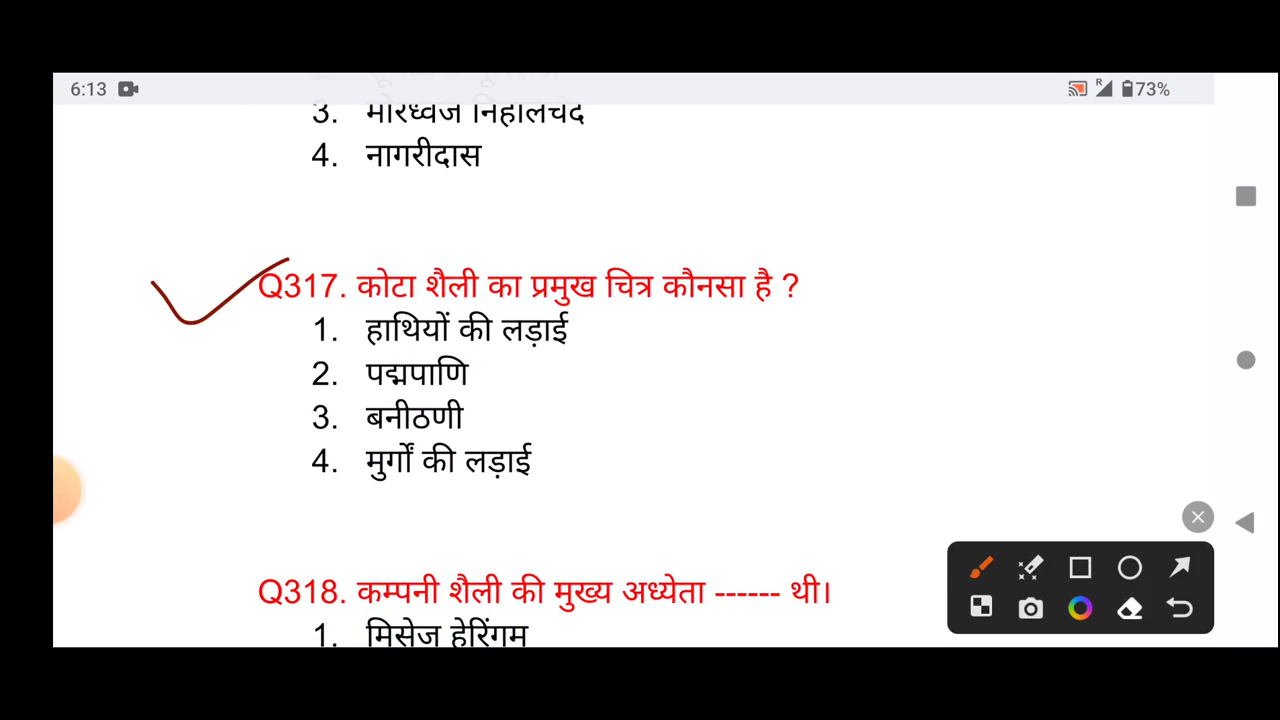 6:13
R
73%
3. मोरध्वज निहालचंद
4. नागरीदास
Q317. कोटा शैली का प्रमुख चित्र कौनसा है ?
1. हाथियों की लड़ाई
2. पद्मपाणि
3. बनीठणी
4. मुर्गों की लड़ाई
Q318. कम्पनी शैली की मुख्य अध्येता ------ थी।
1. मिसेज हेरिंगम